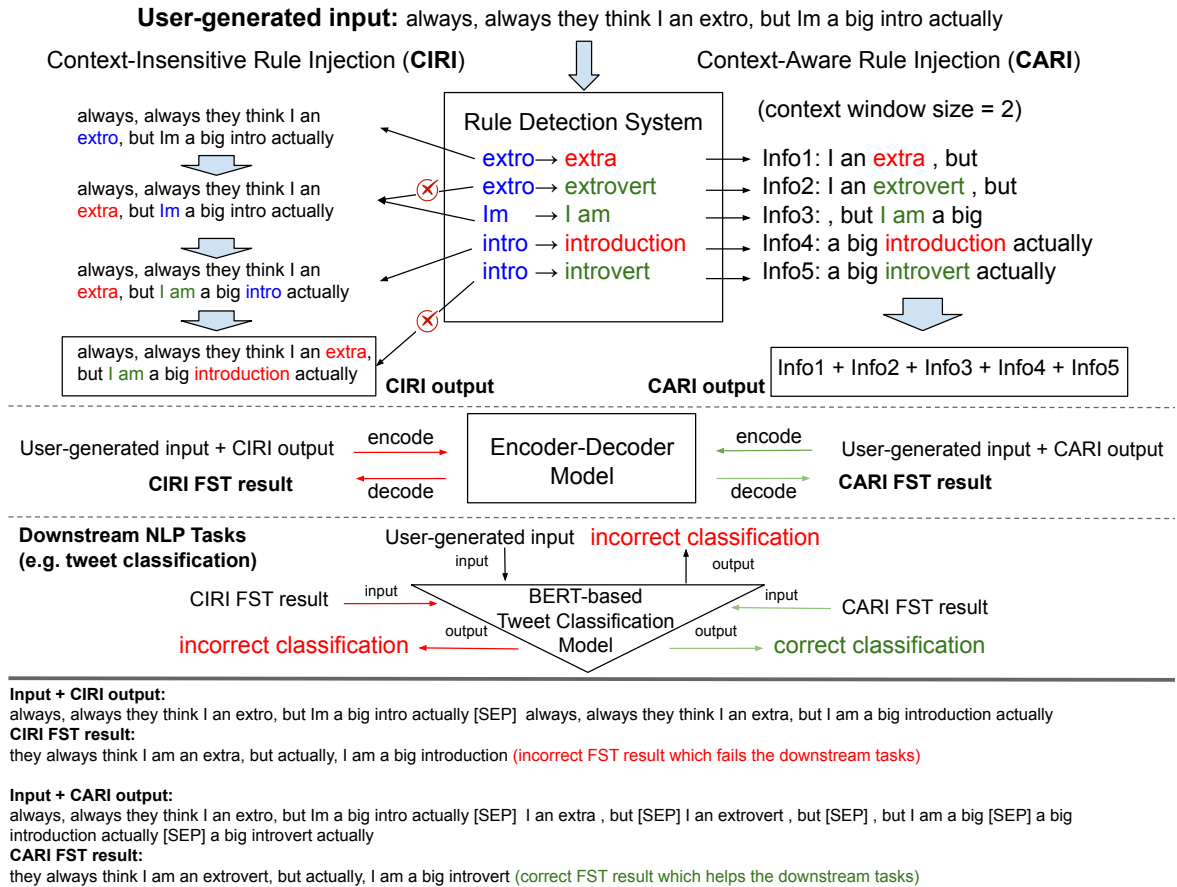 User-generated input: always, always they think I an extro, but Im a big intro actually
Context-Insensitive Rule Injection (CIRI)
always, always they think I an
extro, but Im a big intro actually
always, always they think I an
extra, but Im a big intro actually
always, always they think I an
extra, but I am a big intro actually
always, always they think I an extra,
but I am a big introduction actually
CIRI output
Rule Detection System
extro → extra
extro → extrovert
Im → I am
intro → introduction
intro → introvert
Context-Aware Rule Injection (CARI)
(context window size = 2)
Info1: I an extra , but
Info2: I an extrovert , but
Info3: , but I am a big
Info4: a big introduction actually
Info5: a big introvert actually
Info1 + Info2 + Info3 + Info4 + Info5
CARI output
User-generated input + CIRI output
CIRI FST result
encode
decode
Encoder-Decoder
Model
encode
decode
User-generated input + CARI output
CARI FST result
Downstream NLP Tasks
(e.g. tweet classification)
User-generated input
incorrect classification
input
output
CIRI FST result
input
BERT-based
Tweet Classification
Model
input
CARI FST result
incorrect classification
output
output
correct classification
Input + CIRI output:
always, always they think I an extro, but Im a big intro actually [SEP] always, always they think I an extra, but I am a big introduction actually
CIRI FST result:
they always think I am an extra, but actually, I am a big introduction (incorrect FST result which fails the downstream tasks)
Input + CARI output:
always, always they think I an extro, but Im a big intro actually [SEP] I an extra , but [SEP] I an extrovert , but [SEP] , but I am a big [SEP] a big
introduction actually [SEP] a big introvert actually
CARI FST result:
they always think I am an extrovert, but actually, I am a big introvert (correct FST result which helps the downstream tasks)